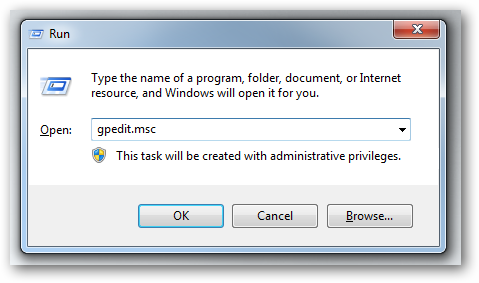 Run
Type the name of a program, folder, document, or Internet
resource, and Windows will open it for you.
Open: gpedit.msc
This task will be created with administrative privileges.
OK Cancel Browse...